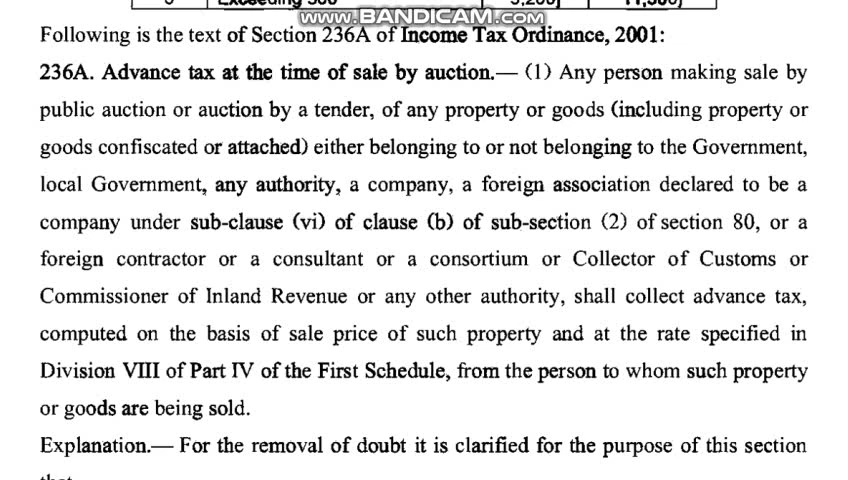 www.BANDICAM.com
Following is the text of Section 236A of Income Tax Ordinance, 2001:
236A. Advance tax at the time of sale by auction.— (1) Any person making sale by
public auction or auction by a tender, of any property or goods (including property or
goods confiscated or attached) either belonging to or not belonging to the Government,
local Government, any authority, a company, a foreign association declared to be a
company under sub-clause (vi) of clause (b) of sub-section (2) of section 80, or a
foreign contractor or a consultant or a consortium or Collector of Customs or
Commissioner of Inland Revenue or any other authority, shall collect advance tax,
computed on the basis of sale price of such property and at the rate specified in
Division VIII of Part IV of the First Schedule, from the person to whom such property
or goods are being sold.
Explanation.— For the removal of doubt it is clarified for the purpose of this section